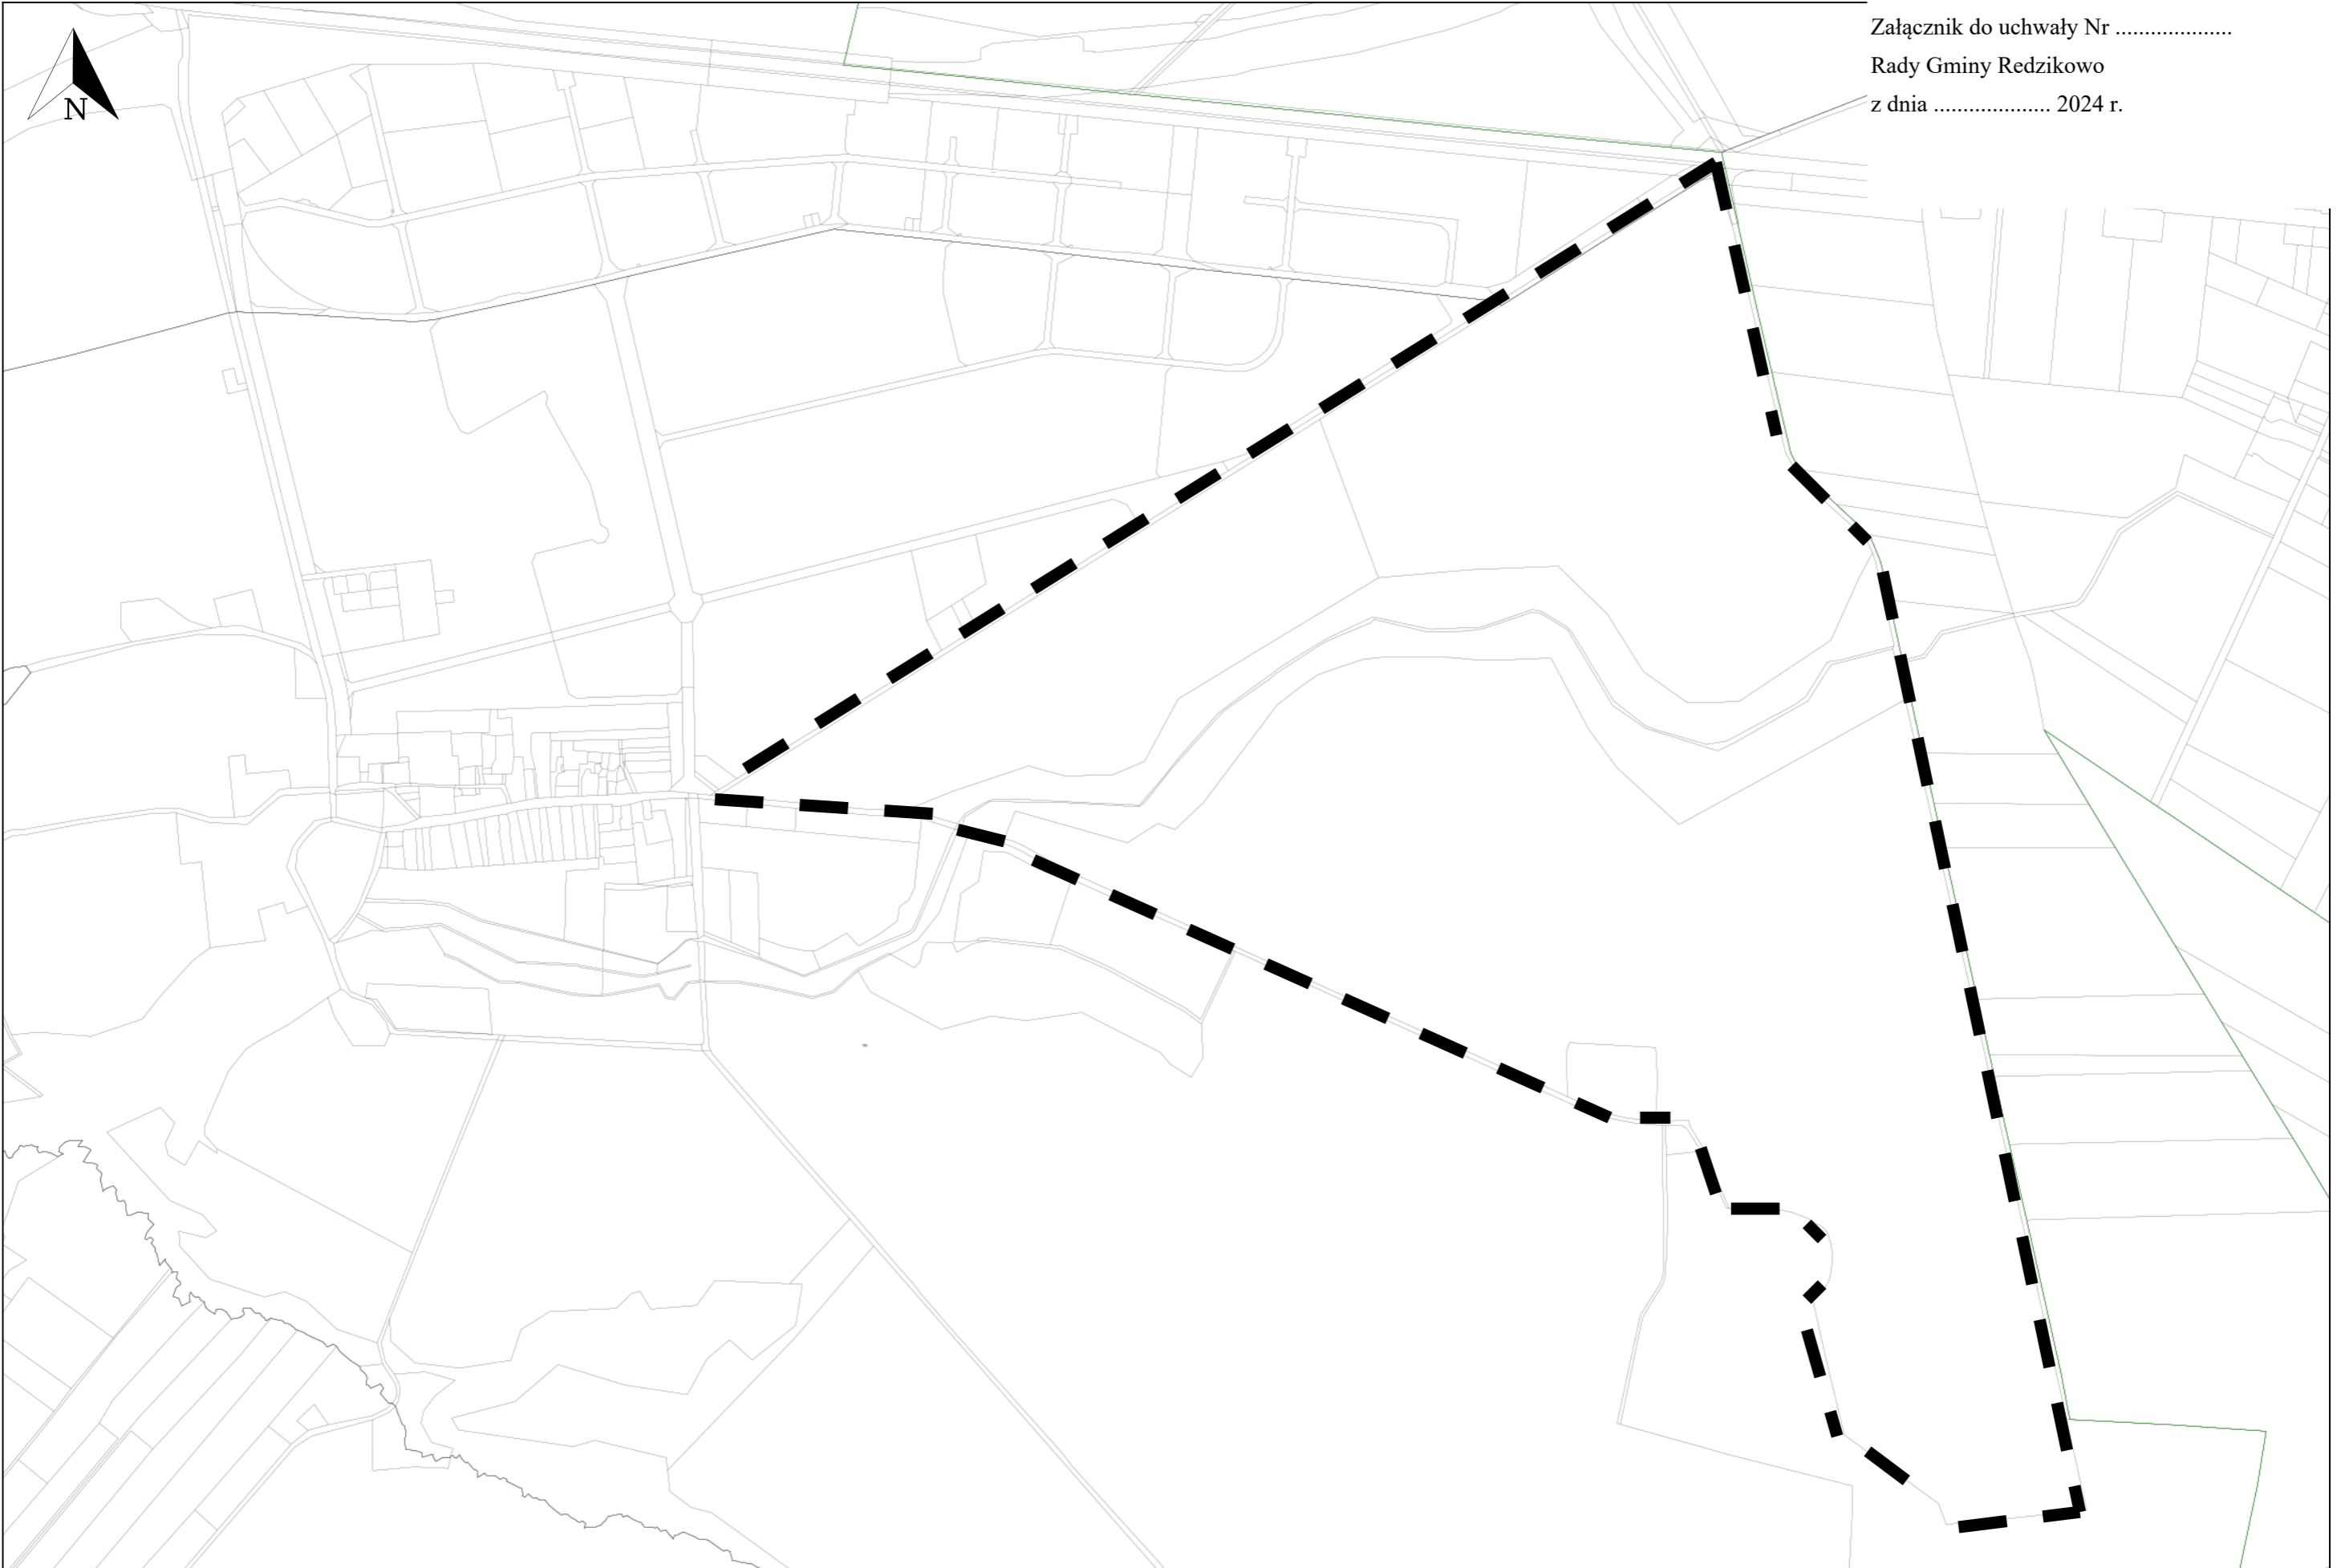 Załącznik do uchwały Nr ....................
Rady Gminy Redzikowo
z dnia .................... 2024 r.
N